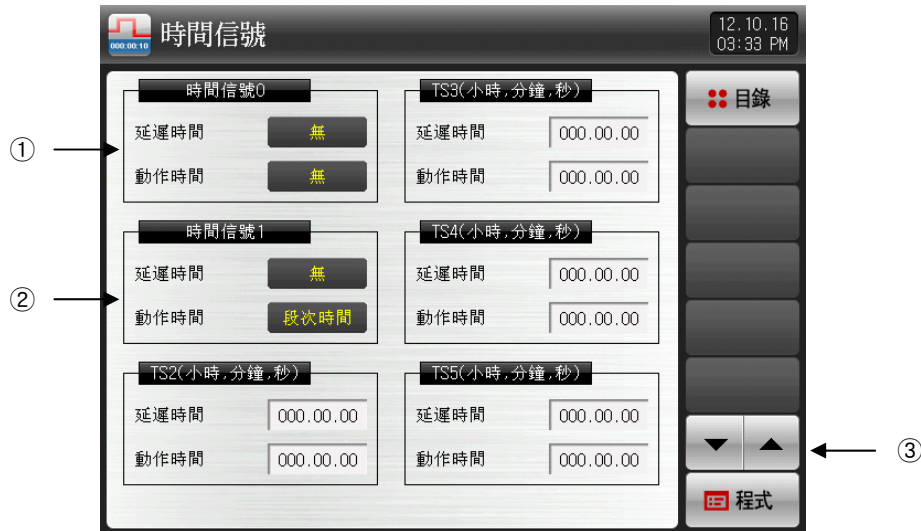 000:00:10
時間信號
12.10.16
03:33 PM
時間信號0
延遲時間
無
動作時間
無
①
時間信號1
延遲時間
無
動作時間
段次時間
②
TS2(小時,分鐘,秒)
延遲時間
000.00.00
動作時間
000.00.00
TS3(小時,分鐘,秒)
延遲時間
000.00.00
動作時間
000.00.00
TS4(小時,分鐘,秒)
延遲時間
000.00.00
動作時間
000.00.00
TS5(小時,分鐘,秒)
延遲時間
000.00.00
動作時間
000.00.00
目錄
③
程式